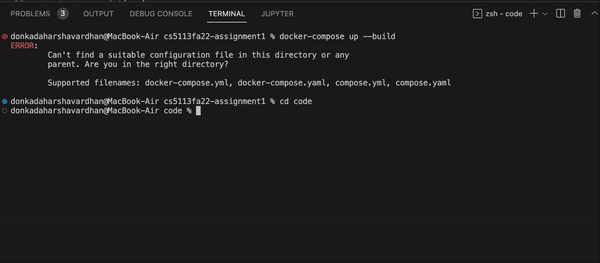 PROBLEMS 3 OUTPUT DEBUG CONSOLE TERMINAL JUPYTER zsh - code
donkadaharshavardhan@MacBook-Air cs5113fa22-assignment1 % docker-compose up --build
ERROR:
Can't find a suitable configuration file in this directory or any
parent. Are you in the right directory?
Supported filenames: docker-compose.yml, docker-compose.yaml, compose.yml, compose.yaml
donkadaharshavardhan@MacBook-Air cs5113fa22-assignment1 % cd code
donkadaharshavardhan@MacBook-Air code %